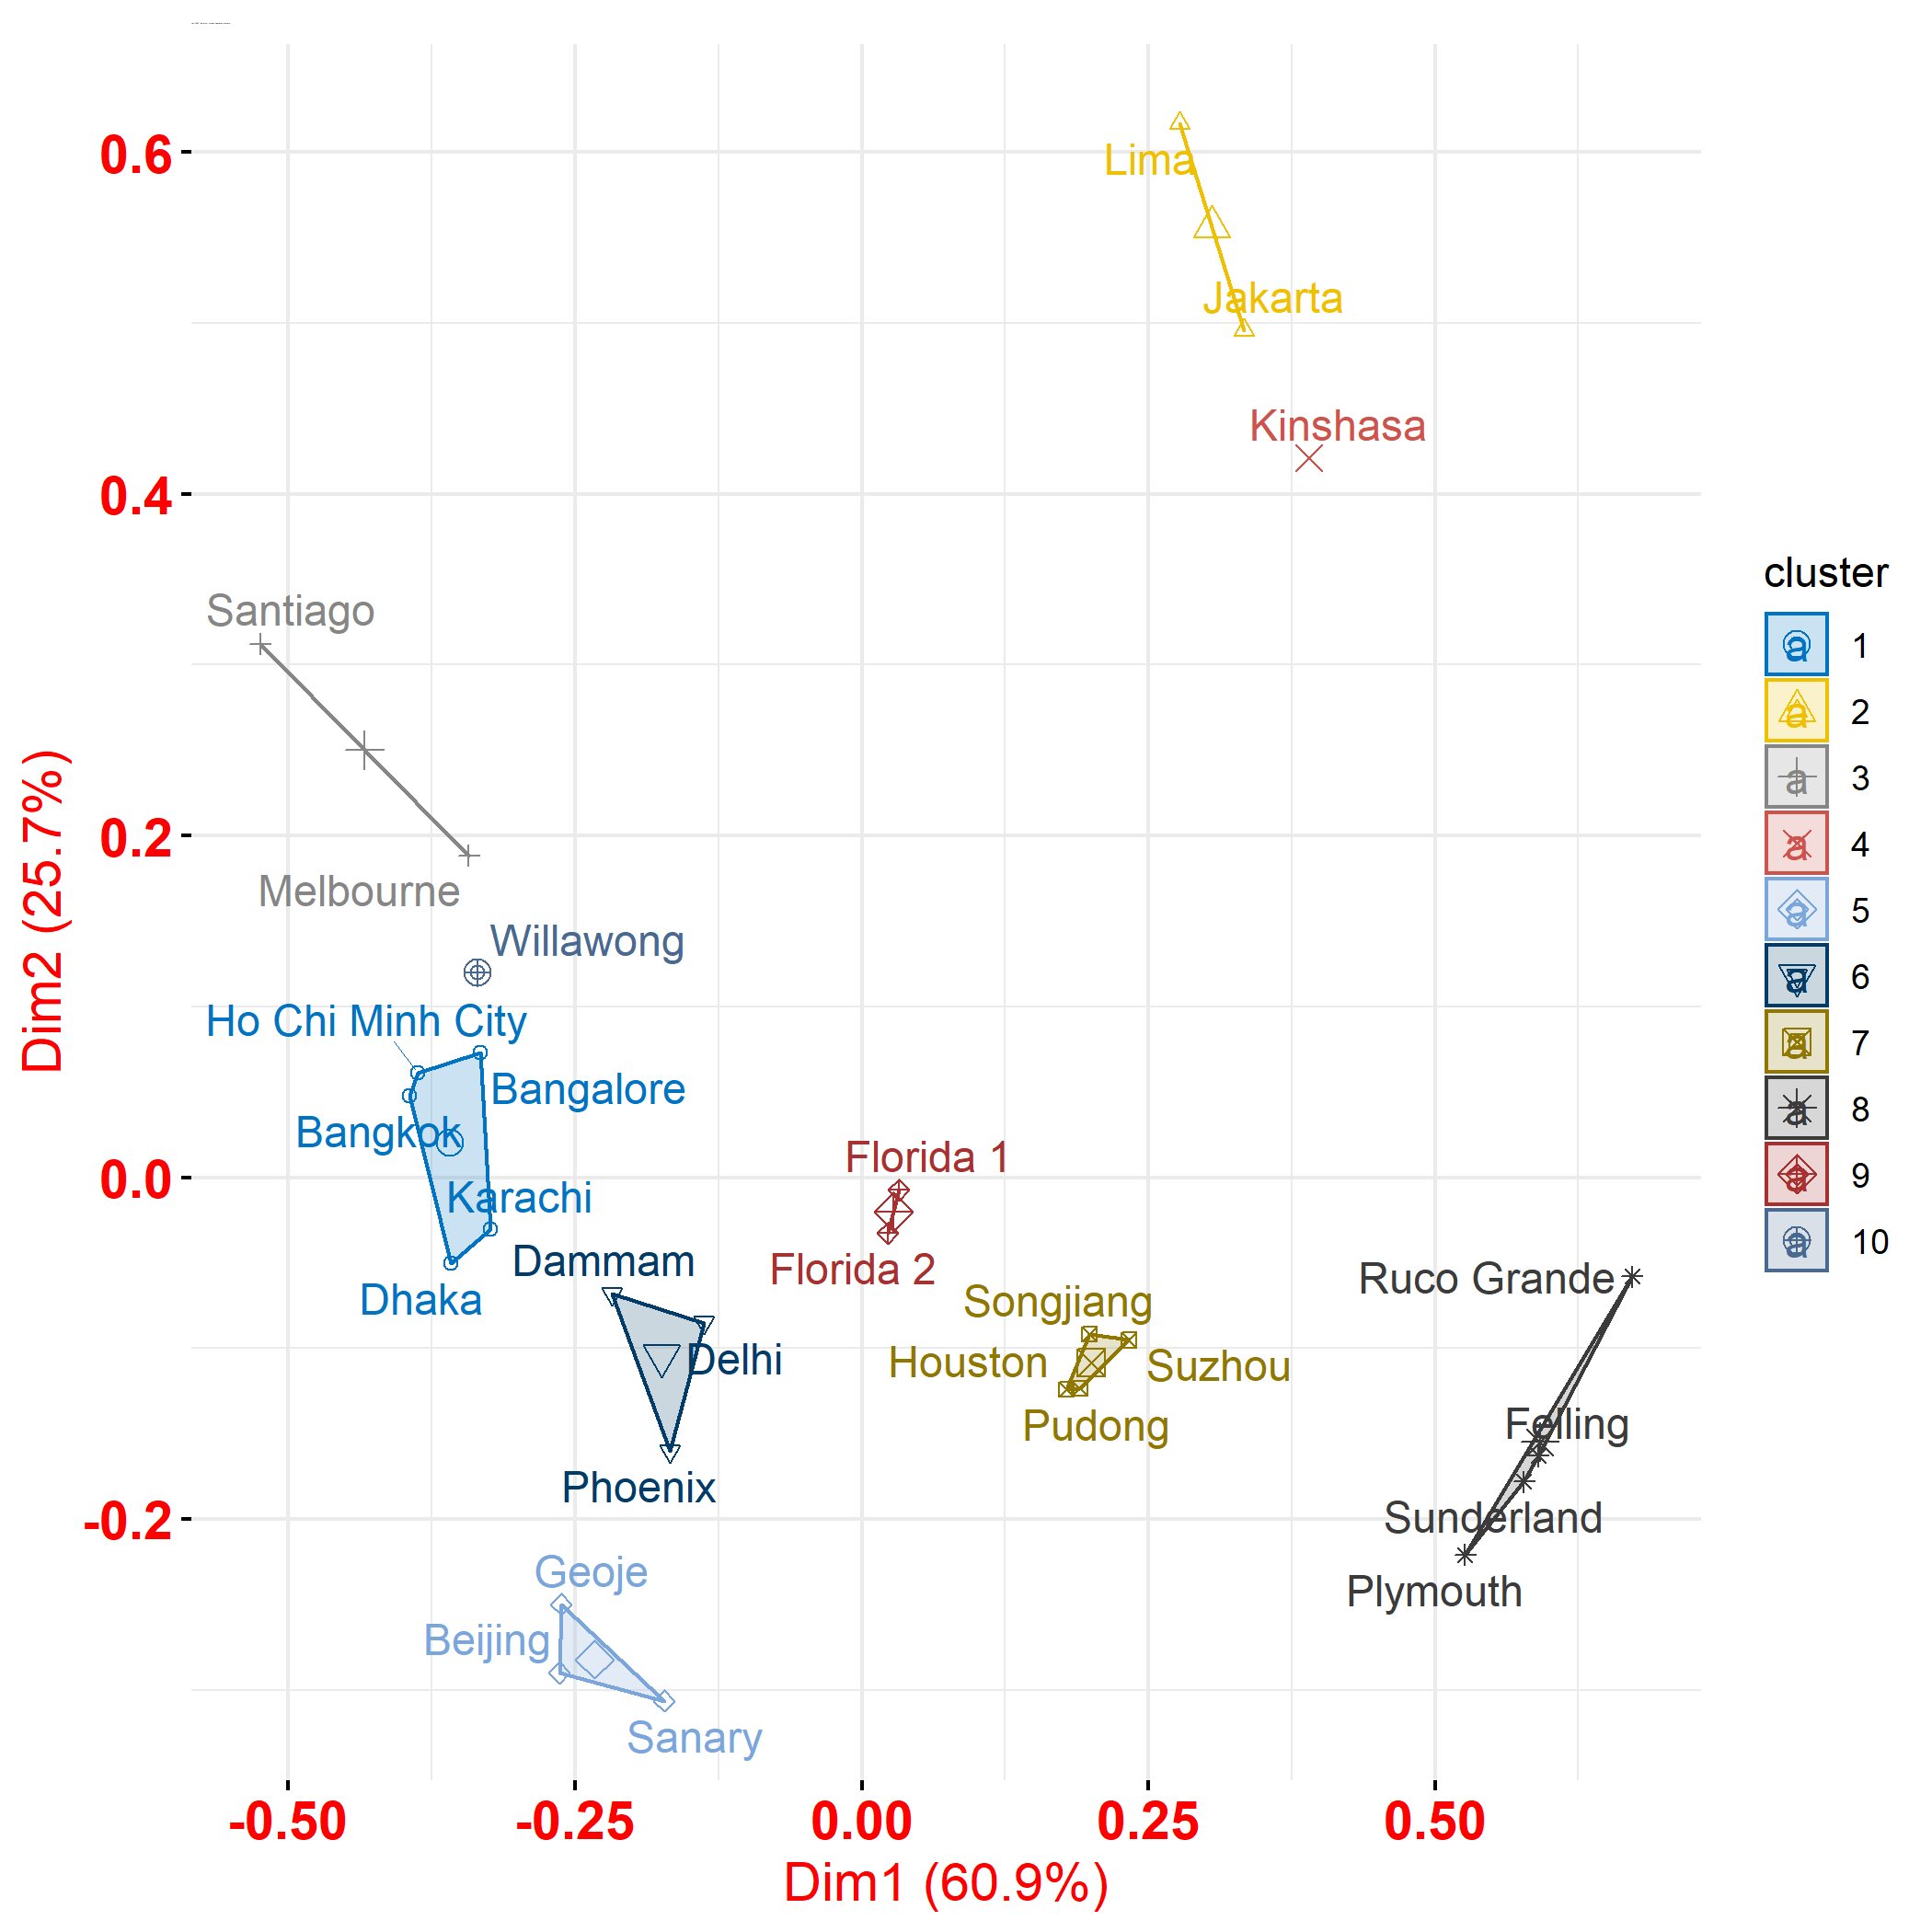 0.6
0.4
0.2
0.0
-0.2
Dim2 (25.7%)
Lima
Jakarta
Kinshasa
Santiago
Melbourne
Willawong
Ho Chi Minh City
Bangalore
Bangkok
Karachi
Dhaka
Dammam
Delhi
Phoenix
Florida 1
Florida 2
Songjiang
Houston
Suzhou
Pudong
Ruco Grande
Felling
Sunderland
Plymouth
Geoje
Beijing
Sanary
-0.50 -0.25 0.00 0.25 0.50
Dim1 (60.9%)
cluster
a 1
a 2
a 3
a 4
a 5
a 6
a 7
a 8
a 9
a 10